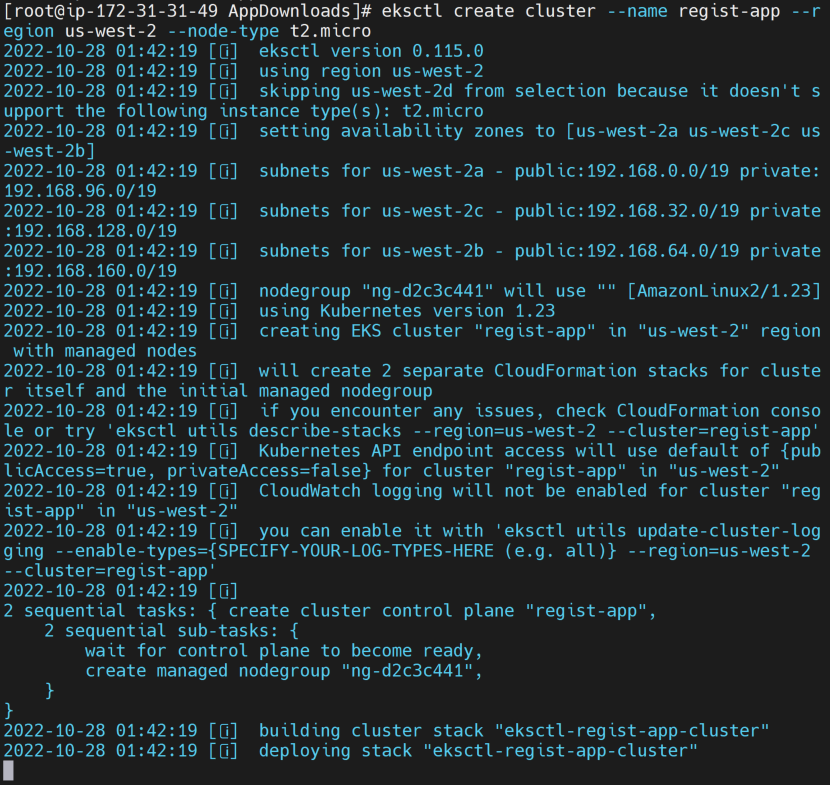 [root@ip-172-31-31-49 AppDownloads]# eksctl create cluster --name regist-app --r
egion us-west-2 --node-type t2.micro
2022-10-28 01:42:19 [ℹ]  eksctl version 0.115.0
2022-10-28 01:42:19 [ℹ]  using region us-west-2
2022-10-28 01:42:19 [ℹ]  skipping us-west-2d from selection because it doesn't s
upport the following instance type(s): t2.micro
2022-10-28 01:42:19 [ℹ]  setting availability zones to [us-west-2a us-west-2c us
-west-2b]
2022-10-28 01:42:19 [ℹ]  subnets for us-west-2a - public:192.168.0.0/19 private:
192.168.96.0/19
2022-10-28 01:42:19 [ℹ]  subnets for us-west-2c - public:192.168.32.0/19 private
:192.168.128.0/19
2022-10-28 01:42:19 [ℹ]  subnets for us-west-2b - public:192.168.64.0/19 private
:192.168.160.0/19
2022-10-28 01:42:19 [ℹ]  nodegroup "ng-d2c3c441" will use "" [AmazonLinux2/1.23]
2022-10-28 01:42:19 [ℹ]  using Kubernetes version 1.23
2022-10-28 01:42:19 [ℹ]  creating EKS cluster "regist-app" in "us-west-2" region
 with managed nodes
2022-10-28 01:42:19 [ℹ]  will create 2 separate CloudFormation stacks for cluste
r itself and the initial managed nodegroup
2022-10-28 01:42:19 [ℹ]  if you encounter any issues, check CloudFormation conso
le or try 'eksctl utils describe-stacks --region=us-west-2 --cluster=regist-app'
2022-10-28 01:42:19 [ℹ]  Kubernetes API endpoint access will use default of {pub
licAccess=true, privateAccess=false} for cluster "regist-app" in "us-west-2"
2022-10-28 01:42:19 [ℹ]  CloudWatch logging will not be enabled for cluster "reg
ist-app" in "us-west-2"
2022-10-28 01:42:19 [ℹ]  you can enable it with 'eksctl utils update-cluster-log
ging --enable-types={SPECIFY-YOUR-LOG-TYPES-HERE (e.g. all)} --region=us-west-2
--cluster=regist-app'
2022-10-28 01:42:19 [ℹ]
2 sequential tasks: { create cluster control plane "regist-app",
    2 sequential sub-tasks: {
        wait for control plane to become ready,
        create managed nodegroup "ng-d2c3c441",
    }
}
2022-10-28 01:42:19 [ℹ]  building cluster stack "eksctl-regist-app-cluster"
2022-10-28 01:42:19 [ℹ]  deploying stack "eksctl-regist-app-cluster"